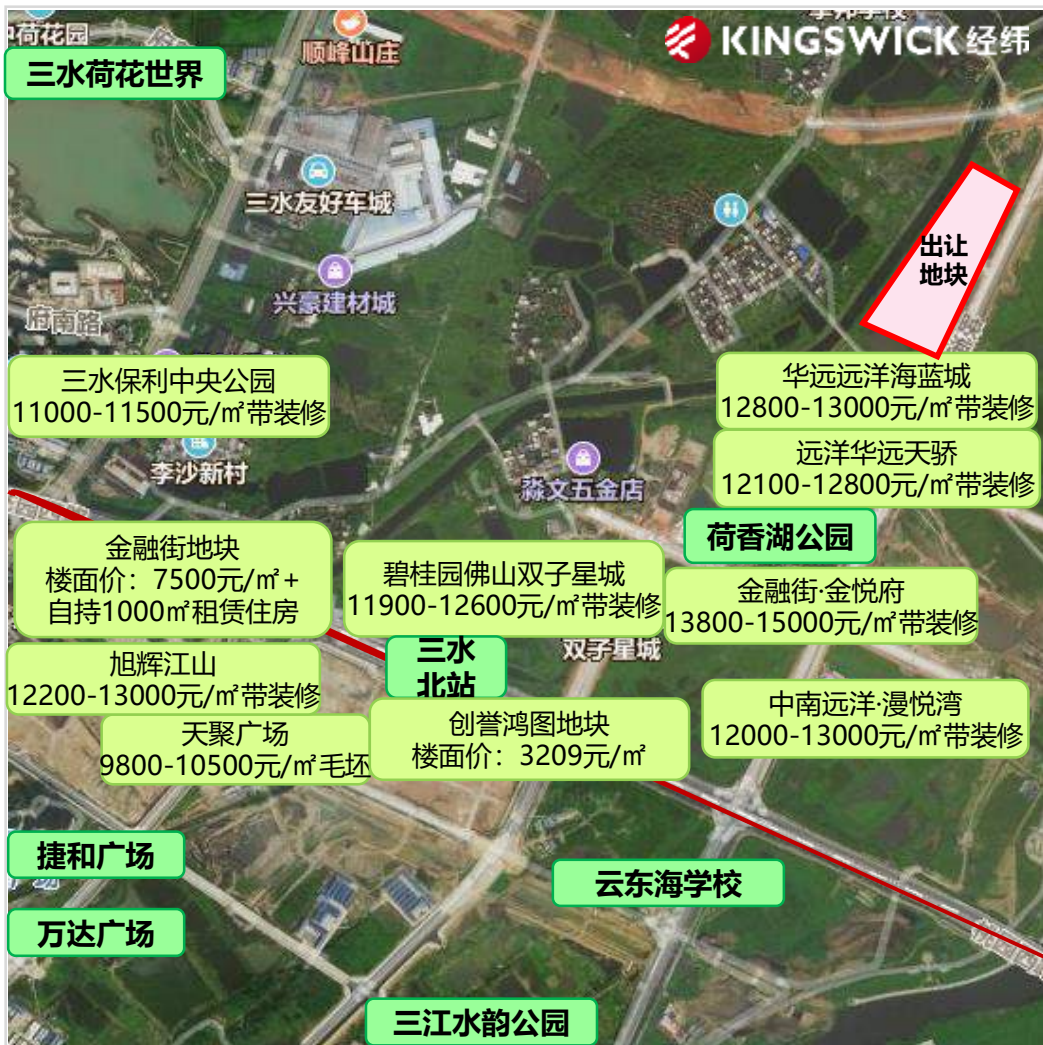 中荷花园
顺峰山庄
KINGSWICK 经纬
三水荷花世界
三水友好车城
兴豪建材城
府南路
出让
地块
三水保利中央公园
11000-11500元/㎡带装修
华远远洋海蓝城
12800-13000元/㎡带装修
李沙新村
淼文五金店
远洋华远天骄
12100-12800元/㎡带装修
荷香湖公园
金融街地块
楼面价：7500元/㎡+
自持1000㎡租赁住房
碧桂园佛山双子星城
11900-12600元/㎡带装修
金融街·金悦府
13800-15000元/㎡带装修
三水
北站
双子星城
旭辉江山
12200-13000元/㎡带装修
天聚广场
9800-10500元/㎡毛坯
创誉鸿图地块
楼面价：3209元/㎡
中南远洋·漫悦湾
12000-13000元/㎡带装修
捷和广场
云东海学校
万达广场
三江水韵公园